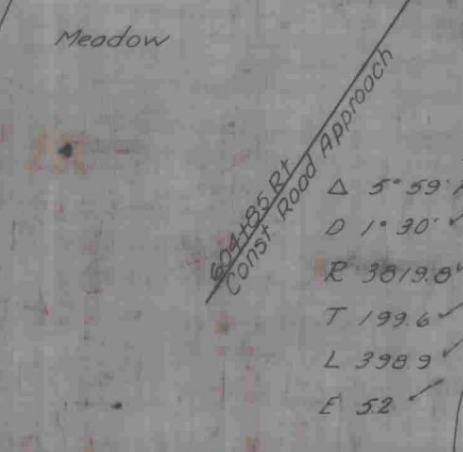 Meadow
604+85 Rt
Const Road Approach
Δ 5° 59'
D 1° 30'
R 3819.8'
T 199.6
L 398.9
E 5.2